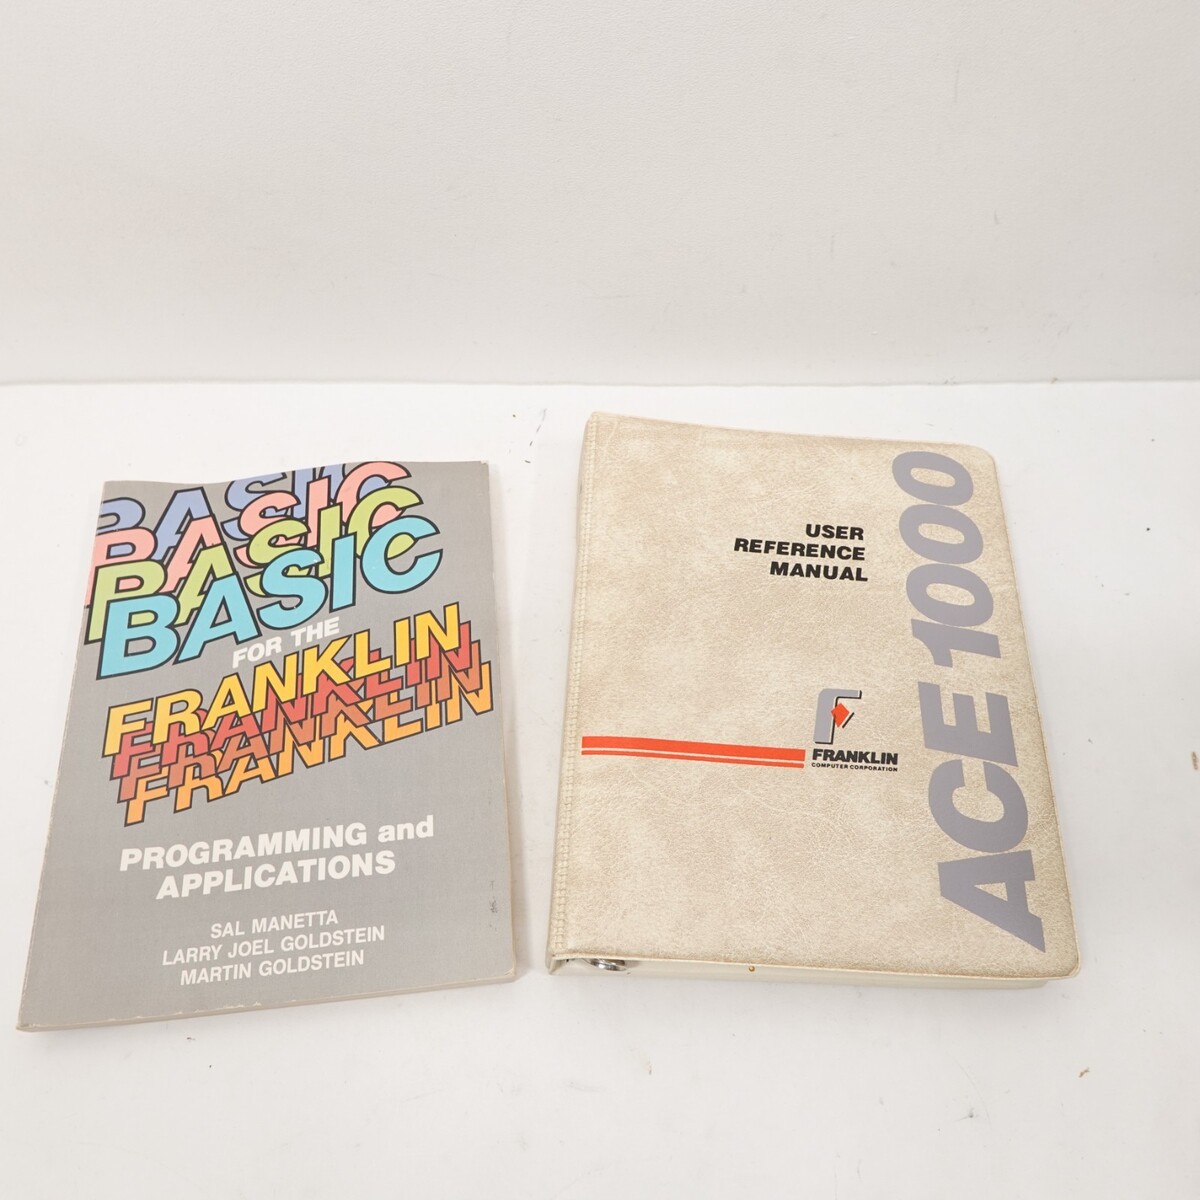 BASIC
BASIC
BASIC
BASIC
FOR THE
FRANKLIN
FRANKLIN
FRANKLIN
FRANKLIN
PROGRAMMING and
APPLICATIONS
SAL MANETTA
LARRY JOEL GOLDSTEIN
MARTIN GOLDSTEIN
USER
REFERENCE
MANUAL
FRANKLIN
COMPUTER CORPORATION
ACE 1000